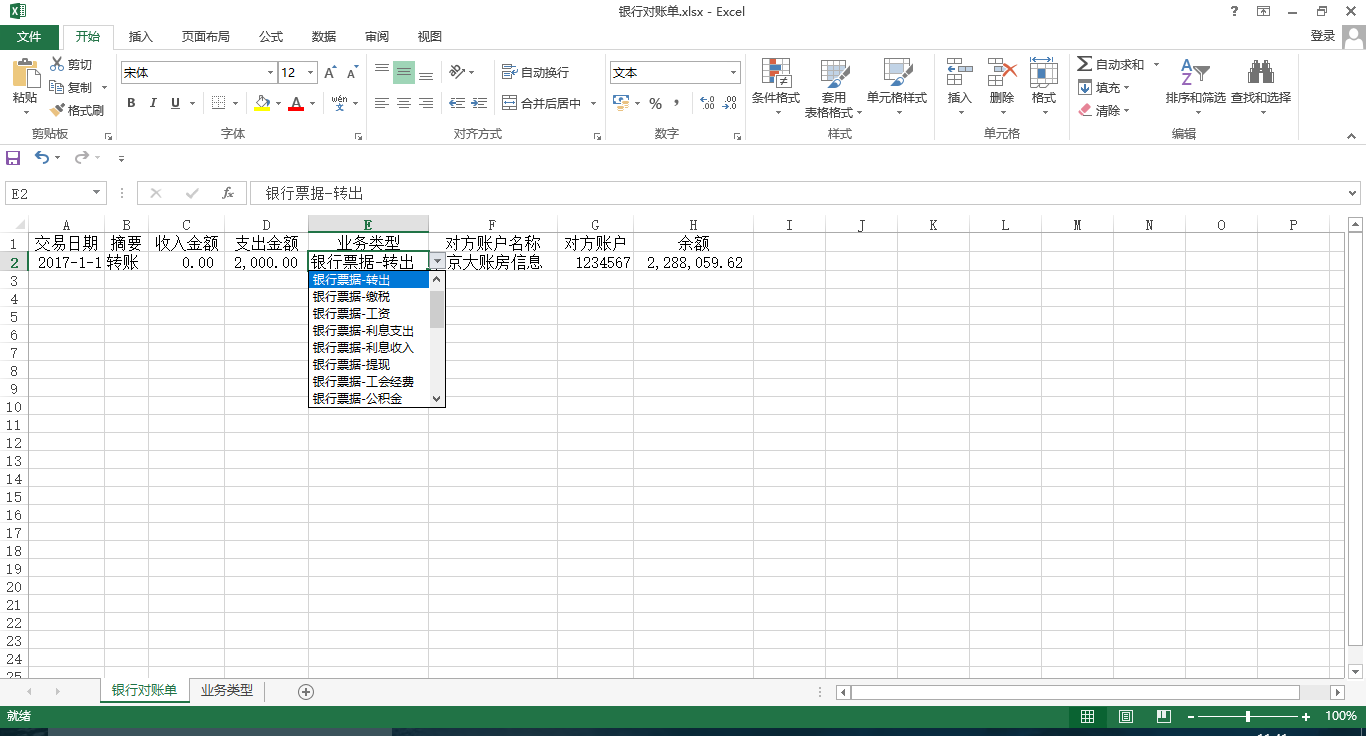 银行对账单.xlsx - Excel
?
文件 开始 插入 页面布局 公式 数据 审阅 视图 登录
粘贴 剪切 复制 格式刷 剪贴板
宋体 12 B I U A A A wén 字体
自动换行 合并后居中 对齐方式
文本 % , 数字
条件格式 套用 表格格式 单元格样式 样式
插入 删除 格式 单元格
自动求和 填充 清除 排序和筛选 查找和选择 编辑
E2 fx 银行票据-转出
A B C D E F G H I J K L M N O P
1 交易日期 摘要 收入金额 支出金额 业务类型 对方账户名称 对方账户 余额
2 2017-1-1 转账 0.00 2,000.00 银行票据-转出 京大账房信息 1234567 2,288,059.62
3 银行票据-转出
4 银行票据-缴税
5 银行票据-工资
6 银行票据-利息支出
7 银行票据-利息收入
8 银行票据-提现
9 银行票据-工会经费
10 银行票据-公积金
11
12
13
14
15
16
17
18
19
20
21
22
23
24
25
银行对账单 业务类型
就绪 100%